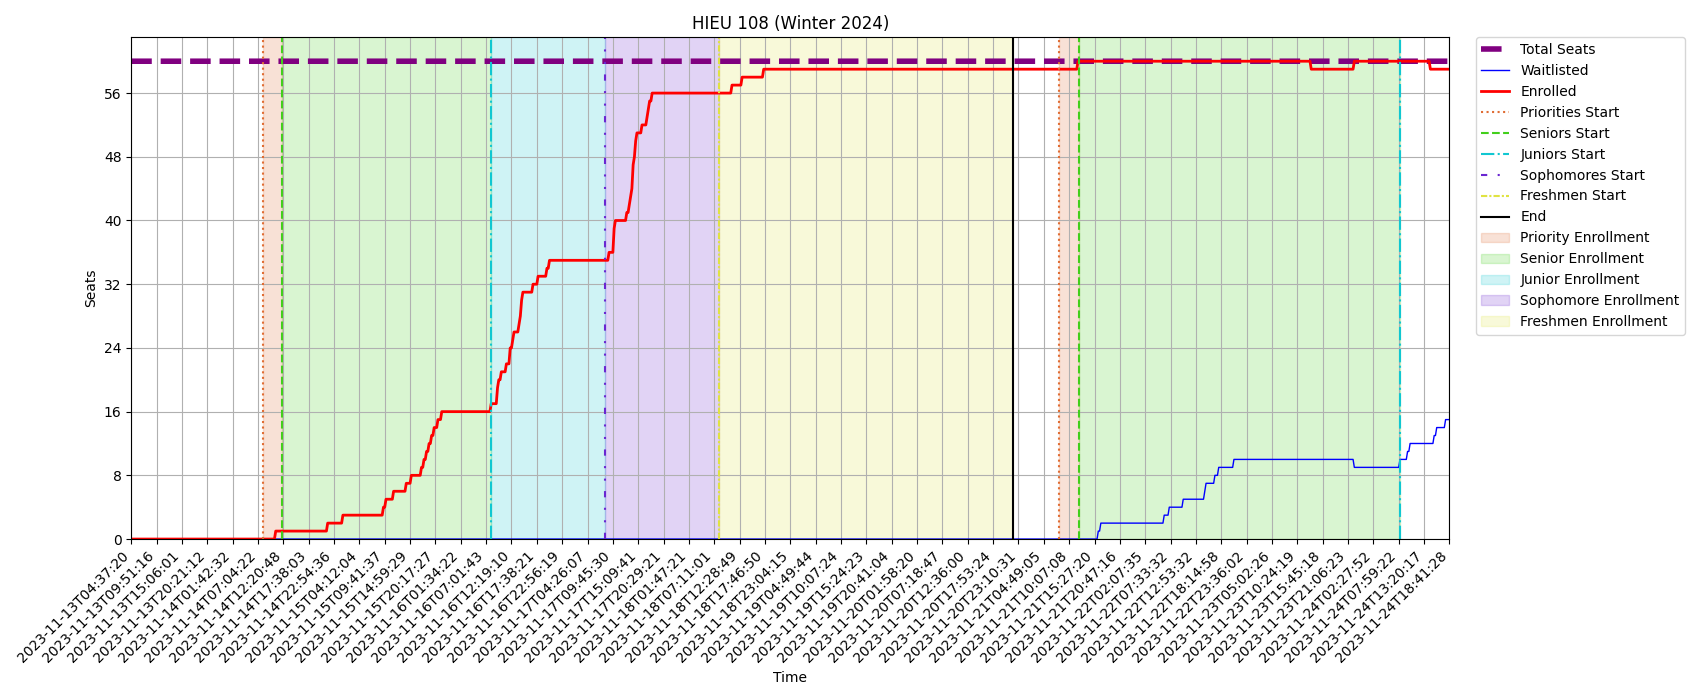 HIEU 108 (Winter 2024)
Seats
56
48
40
32
24
16
8
0
2023-11-13T04:37:20
2023-11-13T09:51:16
2023-11-13T15:06:01
2023-11-13T20:21:12
2023-11-14T01:42:32
2023-11-14T07:04:22
2023-11-14T12:20:48
2023-11-14T17:38:03
2023-11-14T22:54:36
2023-11-15T04:12:04
2023-11-15T09:41:37
2023-11-15T14:59:29
2023-11-15T20:17:27
2023-11-16T01:34:22
2023-11-16T07:01:43
2023-11-16T12:19:10
2023-11-16T17:38:21
2023-11-16T22:56:19
2023-11-17T04:26:07
2023-11-17T09:45:30
2023-11-17T15:09:41
2023-11-17T20:29:21
2023-11-18T01:47:21
2023-11-18T07:11:01
2023-11-18T12:28:49
2023-11-18T17:46:50
2023-11-18T23:04:15
2023-11-19T04:49:44
2023-11-19T10:07:24
2023-11-19T15:24:23
2023-11-19T20:41:04
2023-11-20T01:58:20
2023-11-20T07:18:47
2023-11-20T12:36:00
2023-11-20T17:53:24
2023-11-20T23:10:31
2023-11-21T04:49:05
2023-11-21T10:07:08
2023-11-21T15:27:20
2023-11-21T20:47:16
2023-11-22T02:07:35
2023-11-22T07:33:32
2023-11-22T12:53:32
2023-11-22T18:14:58
2023-11-22T23:36:02
2023-11-23T05:02:26
2023-11-23T10:24:19
2023-11-23T15:45:18
2023-11-23T21:06:23
2023-11-24T02:27:52
2023-11-24T07:59:22
2023-11-24T13:20:17
2023-11-24T18:41:28
Time
Total Seats
Waitlisted
Enrolled
Priorities Start
Seniors Start
Juniors Start
Sophomores Start
Freshmen Start
End
Priority Enrollment
Senior Enrollment
Junior Enrollment
Sophomore Enrollment
Freshmen Enrollment